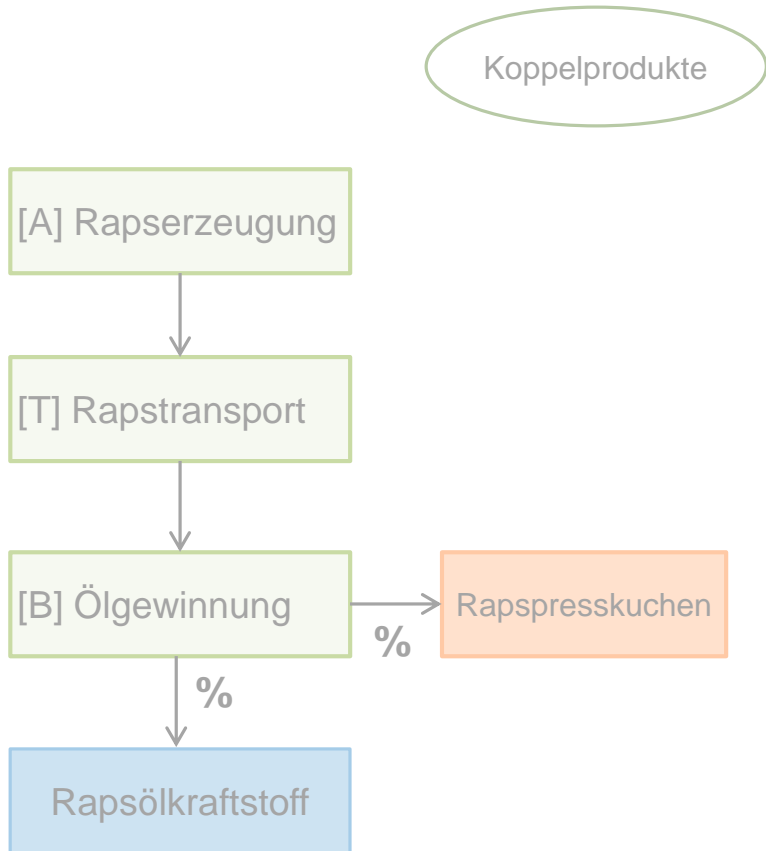 Koppelprodukte
[A] Rapserzeugung
[T] Rapstransport
[B] Ölgewinnung
Rapspresskuchen
%
%
Rapsölkraftstoff